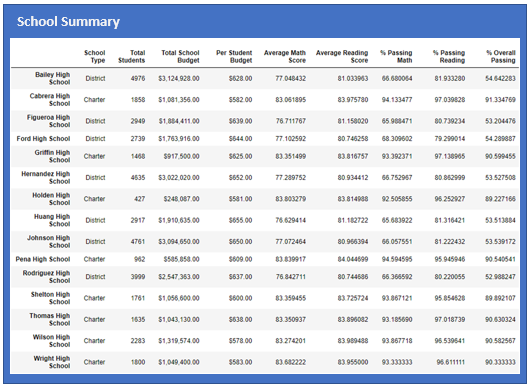 School Summary
School Type Total Students Total School Budget Per Student Budget Average Math Score Average Reading Score % Passing Math % Passing Reading % Overall Passing
Bailey High School District 4976 $3,124,928.00 $628.00 77.048432 81.033963 66.680064 81.933280 54.642283
Cabrera High School Charter 1858 $1,081,356.00 $582.00 83.061895 83.975780 94.133477 97.039828 91.334769
Figueroa High School District 2949 $1,884,411.00 $639.00 76.711767 81.158020 65.988471 80.739234 53.204476
Ford High School District 2739 $1,763,916.00 $644.00 77.102592 80.746258 68.309602 79.299014 54.289887
Griffin High School Charter 1468 $917,500.00 $625.00 83.351499 83.816757 93.392371 97.138965 90.599455
Hernandez High School District 4635 $3,022,020.00 $652.00 77.289752 80.934412 66.752967 80.862999 53.527508
Holden High School Charter 427 $248,087.00 $581.00 83.803279 83.814988 92.505855 96.252927 89.227166
Huang High School District 2917 $1,910,635.00 $655.00 76.629414 81.182722 65.683922 81.316421 53.513884
Johnson High School District 4761 $3,094,650.00 $650.00 77.072464 80.966394 66.057551 81.222432 53.539172
Pena High School Charter 962 $585,858.00 $609.00 83.839917 84.044699 94.594595 95.945946 90.540541
Rodriguez High School District 3999 $2,547,363.00 $637.00 76.842711 80.744686 66.366592 80.220055 52.988247
Shelton High School Charter 1761 $1,056,600.00 $600.00 83.359455 83.725724 93.867121 95.854628 89.892107
Thomas High School Charter 1635 $1,043,130.00 $638.00 83.350937 83.896082 93.185690 97.018739 90.630324
Wilson High School Charter 2283 $1,319,574.00 $578.00 83.274201 83.989488 93.867718 96.539641 90.582567
Wright High School Charter 1800 $1,049,400.00 $583.00 83.682222 83.955000 93.333333 96.611111 90.333333